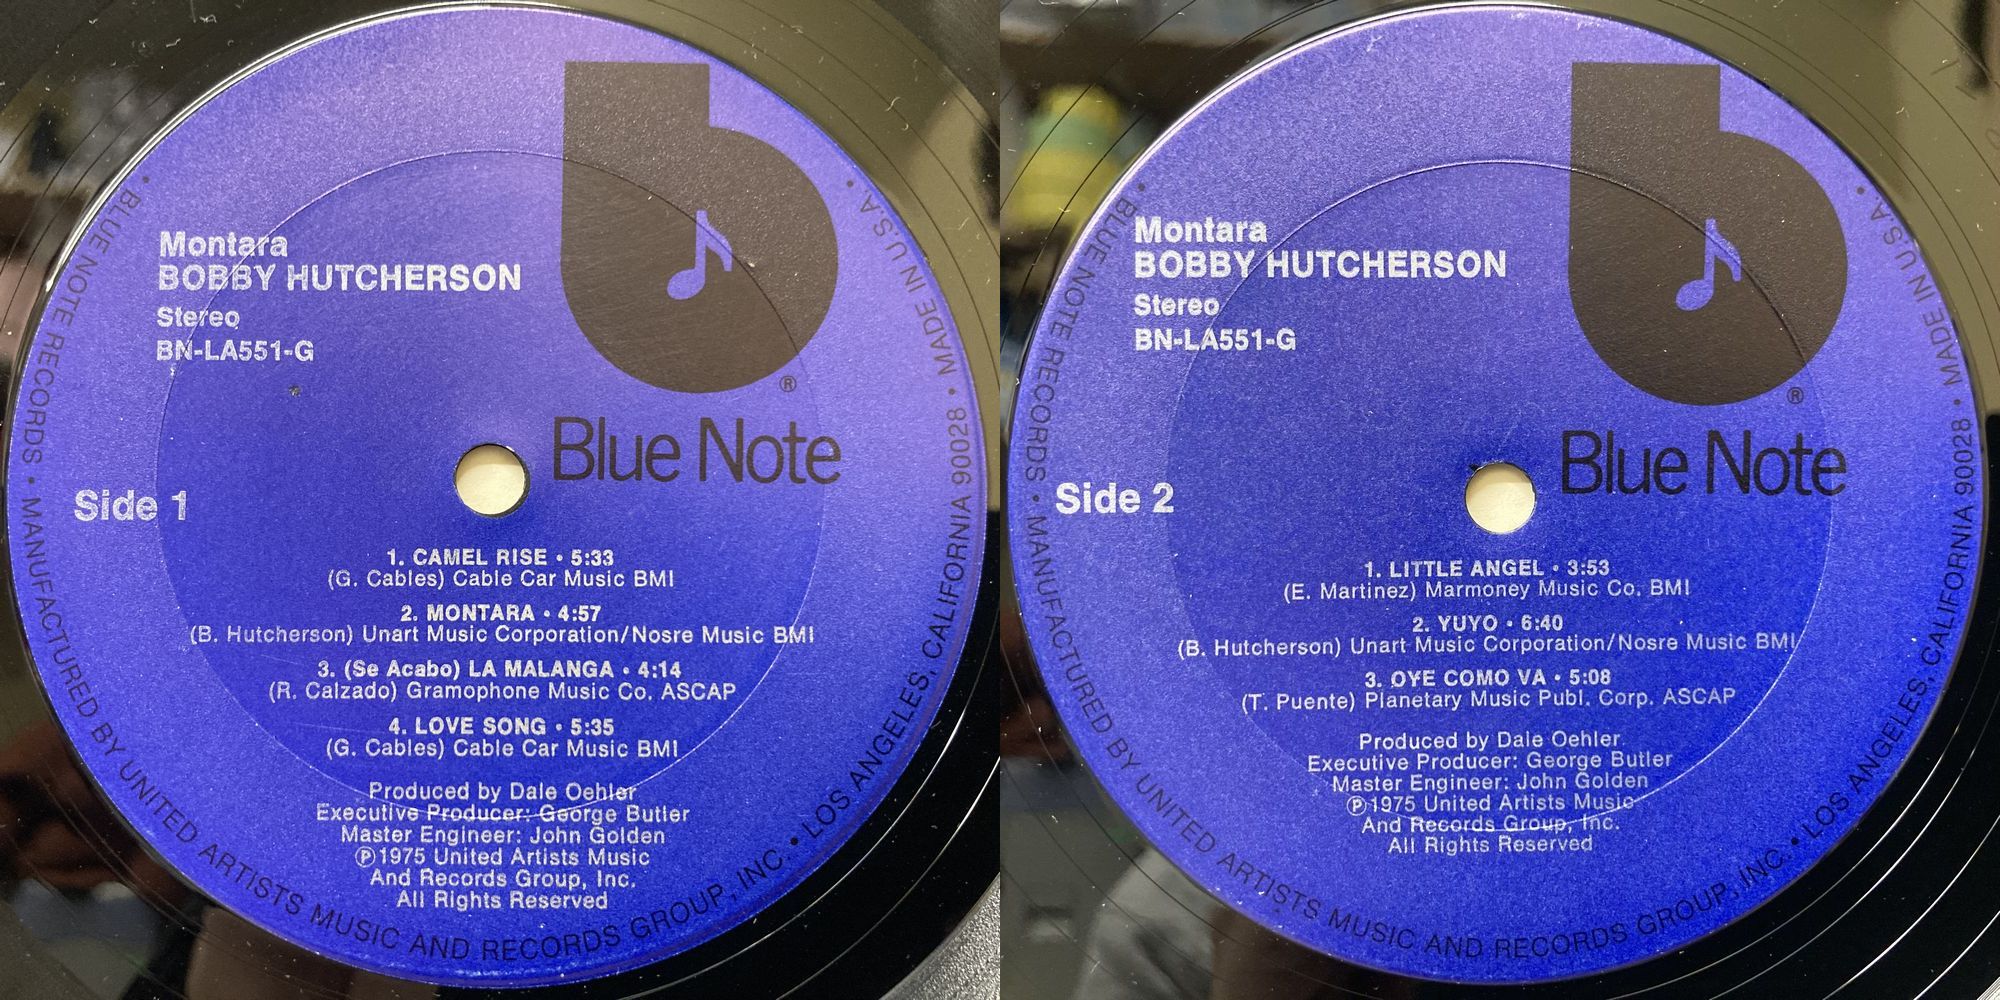 Montara
BOBBY HUTCHERSON
Stereo
BN-LA551-G
®
Blue Note
Side 1
1. CAMEL RISE • 5:33
(G. Cables) Cable Car Music BMI
2. MONTARA • 4:57
(B. Hutcherson) Unart Music Corporation/Nosre Music BMI
3. (Se Acabo) LA MALANGA • 4:14
(R. Calzado) Gramophone Music Co. ASCAP
4. LOVE SONG • 5:35
(G. Cables) Cable Car Music BMI
Produced by Dale Oehler
Executive Producer: George Butler
Master Engineer: John Golden
℗1975 United Artists Music
And Records Group, Inc.
All Rights Reserved
• BLUE NOTE RECORDS • MANUFACTURED BY UNITED ARTISTS MUSIC AND RECORDS GROUP, INC. • LOS ANGELES, CALIFORNIA 90028 • MADE IN U.S.A. •
Montara
BOBBY HUTCHERSON
Stereo
BN-LA551-G
®
Blue Note
Side 2
1. LITTLE ANGEL • 3:53
(E. Martinez) Marmoney Music Co. BMI
2. YUYO • 6:40
(B. Hutcherson) Unart Music Corporation/Nosre Music BMI
3. OYE COMO VA • 5:08
(T. Puente) Planetary Music Publ. Corp. ASCAP
Produced by Dale Oehler
Executive Producer: George Butler
Master Engineer: John Golden
℗1975 United Artists Music
And Records Group, Inc.
All Rights Reserved
• BLUE NOTE RECORDS • MANUFACTURED BY UNITED ARTISTS MUSIC AND RECORDS GROUP, INC. • LOS ANGELES, CALIFORNIA 90028 • MADE IN U.S.A. •